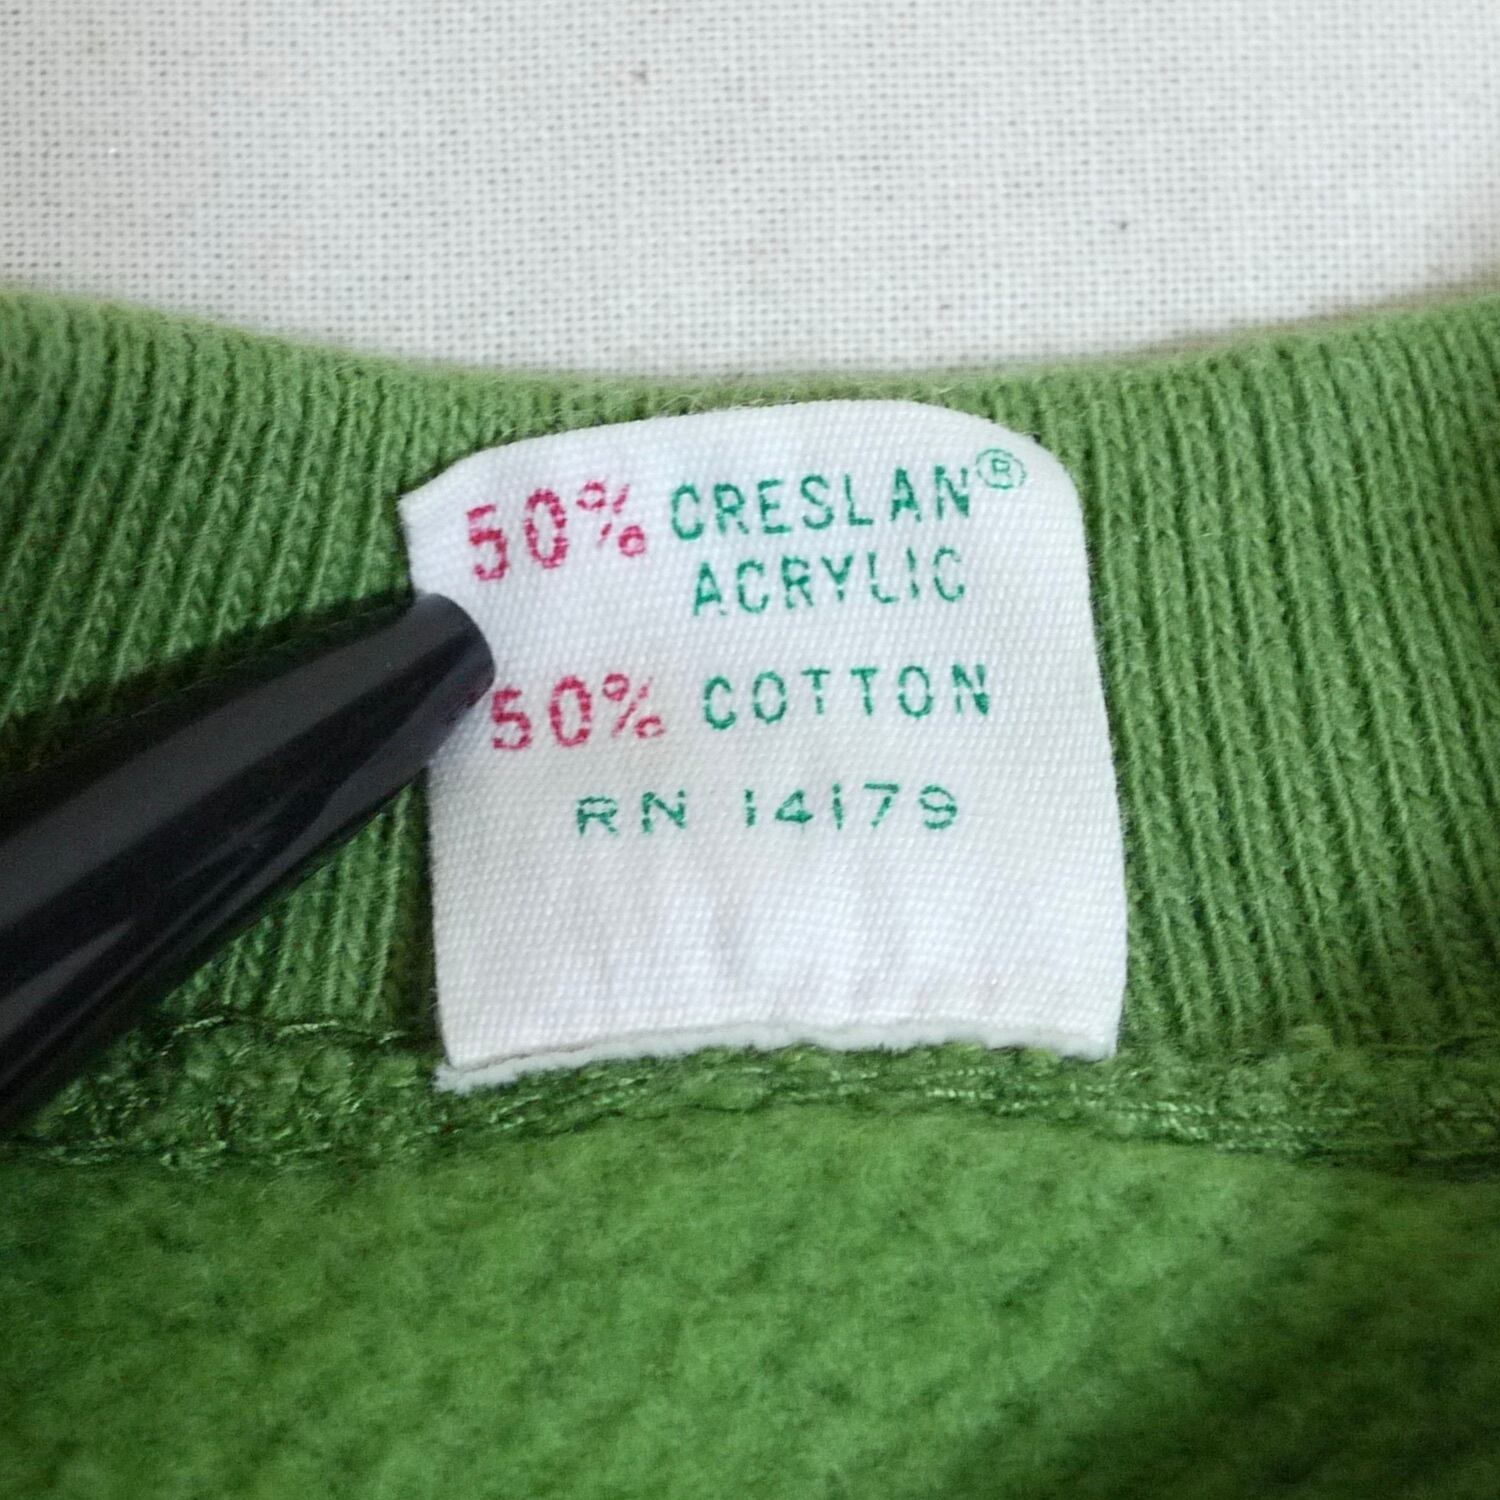 50% CRESLAN®
ACRYLIC
50% COTTON
RN 14179